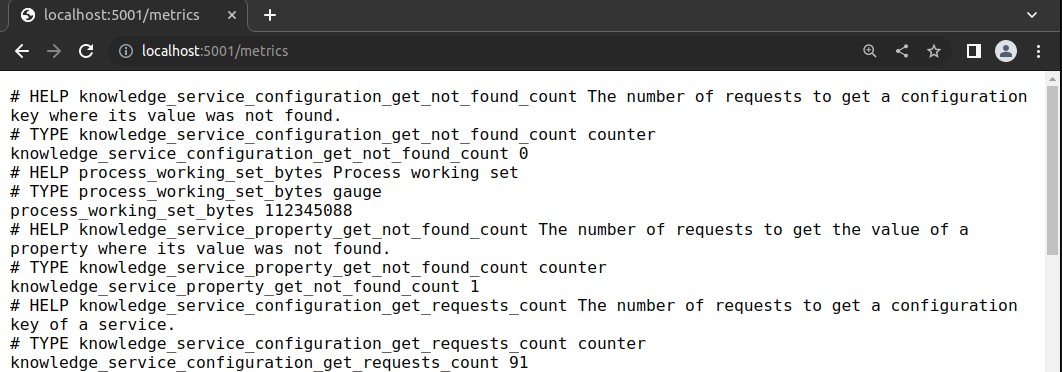 localhost:5001/metrics
localhost:5001/metrics
# HELP knowledge_service_configuration_get_not_found_count The number of requests to get a configuration
key where its value was not found.
# TYPE knowledge_service_configuration_get_not_found_count counter
knowledge_service_configuration_get_not_found_count 0
# HELP process_working_set_bytes Process working set
# TYPE process_working_set_bytes gauge
process_working_set_bytes 112345088
# HELP knowledge_service_property_get_not_found_count The number of requests to get the value of a
property where its value was not found.
# TYPE knowledge_service_property_get_not_found_count counter
knowledge_service_property_get_not_found_count 1
# HELP knowledge_service_configuration_get_requests_count The number of requests to get a configuration
key of a service.
# TYPE knowledge_service_configuration_get_requests_count counter
knowledge_service_configuration_get_requests_count 91